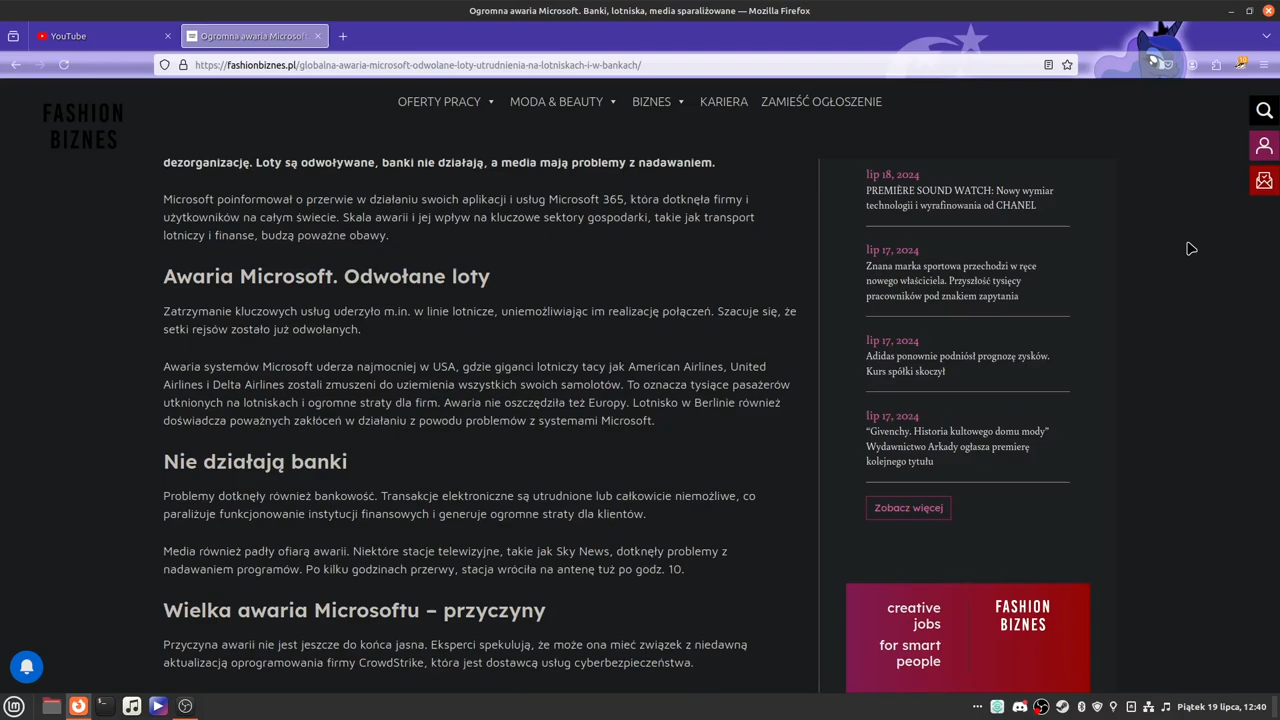 Ogromna awaria Microsoft. Banki, lotniska, media sparaliżowane — Mozilla Firefox
YouTube
Ogromna awaria Microsoft.
https://fashionbiznes.pl/globalna-awaria-microsoft-odwolane-loty-utrudnienia-na-lotniskach-i-w-bankach/
FASHION
BIZNES
OFERTY PRACY
MODA & BEAUTY
BIZNES
KARIERA
ZAMIEŚĆ OGŁOSZENIE
dezorganizację. Loty są odwoływane, banki nie działają, a media mają problemy z nadawaniem.
Microsoft poinformował o przerwie w działaniu swoich aplikacji i usług Microsoft 365, która dotknęła firmy i
użytkowników na całym świecie. Skala awarii i jej wpływ na kluczowe sektory gospodarki, takie jak transport
lotniczy i finanse, budzą poważne obawy.
Awaria Microsoft. Odwołane loty
Zatrzymanie kluczowych usług uderzyło m.in. w linie lotnicze, uniemożliwiając im realizację połączeń. Szacuje się, że
setki rejsów zostało już odwołanych.
Awaria systemów Microsoft uderza najmocniej w USA, gdzie giganci lotniczy tacy jak American Airlines, United
Airlines i Delta Airlines zostali zmuszeni do uziemienia wszystkich swoich samolotów. To oznacza tysiące pasażerów
utknionych na lotniskach i ogromne straty dla firm. Awaria nie oszczędziła też Europy. Lotnisko w Berlinie również
doświadcza poważnych zakłóceń w działaniu z powodu problemów z systemami Microsoft.
Nie działają banki
Problemy dotknęły również bankowość. Transakcje elektroniczne są utrudnione lub całkowicie niemożliwe, co
paraliżuje funkcjonowanie instytucji finansowych i generuje ogromne straty dla klientów.
Media również padły ofiarą awarii. Niektóre stacje telewizyjne, takie jak Sky News, dotknęły problemy z
nadawaniem programów. Po kilku godzinach przerwy, stacja wróciła na antenę tuż po godz. 10.
Wielka awaria Microsoftu – przyczyny
Przyczyna awarii nie jest jeszcze do końca jasna. Eksperci spekulują, że może ona mieć związek z niedawną
aktualizacją oprogramowania firmy CrowdStrike, która jest dostawcą usług cyberbezpieczeństwa.
lip 18, 2024
PREMIÈRE SOUND WATCH: Nowy wymiar
technologii i wyrafinowania od CHANEL
lip 17, 2024
Znana marka sportowa przechodzi w ręce
nowego właściciela. Przyszłość tysięcy
pracowników pod znakiem zapytania
lip 17, 2024
Adidas ponownie podniósł prognozę zysków.
Kurs spółki skoczył
lip 17, 2024
“Givenchy. Historia kultowego domu mody”
Wydawnictwo Arkady ogłasza premierę
kolejnego tytułu
Zobacz więcej
creative
jobs
for smart
people
FASHION
BIZNES
Piątek 19 lipca, 12:40